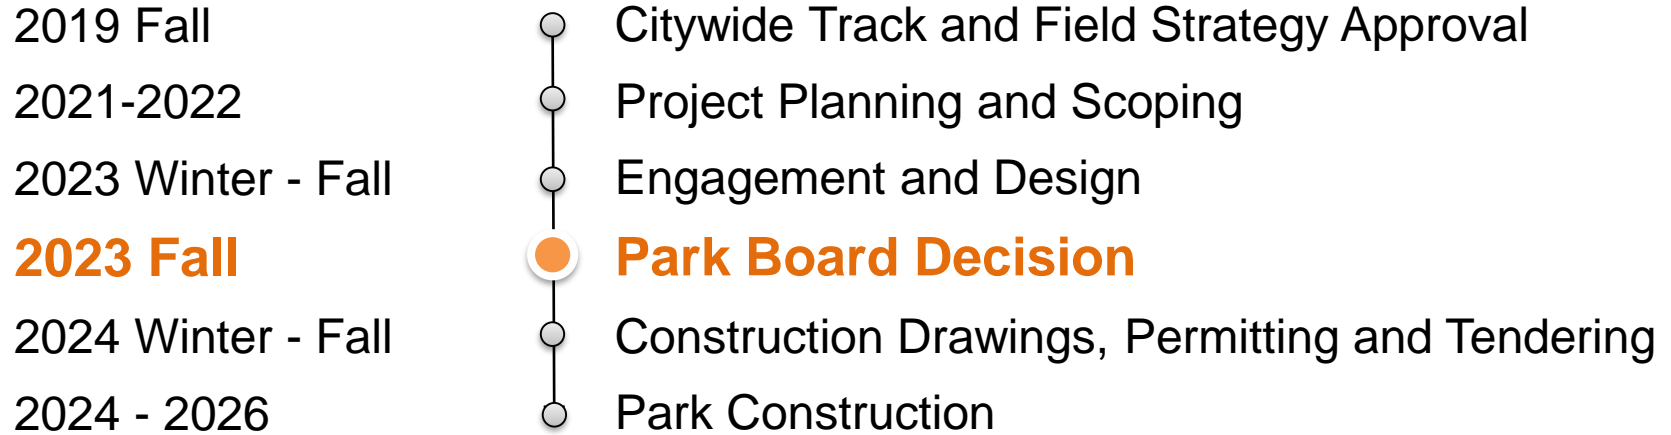 2019 Fall Citywide Track and Field Strategy Approval
2021-2022 Project Planning and Scoping
2023 Winter - Fall Engagement and Design
2023 Fall Park Board Decision
2024 Winter - Fall Construction Drawings, Permitting and Tendering
2024 - 2026 Park Construction